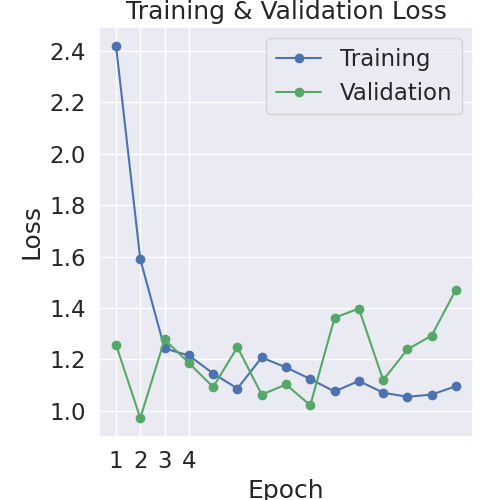 Training & Validation Loss
Training
Validation
Loss
2.4
2.2
2.0
1.8
1.6
1.4
1.2
1.0
1 2 3 4
Epoch